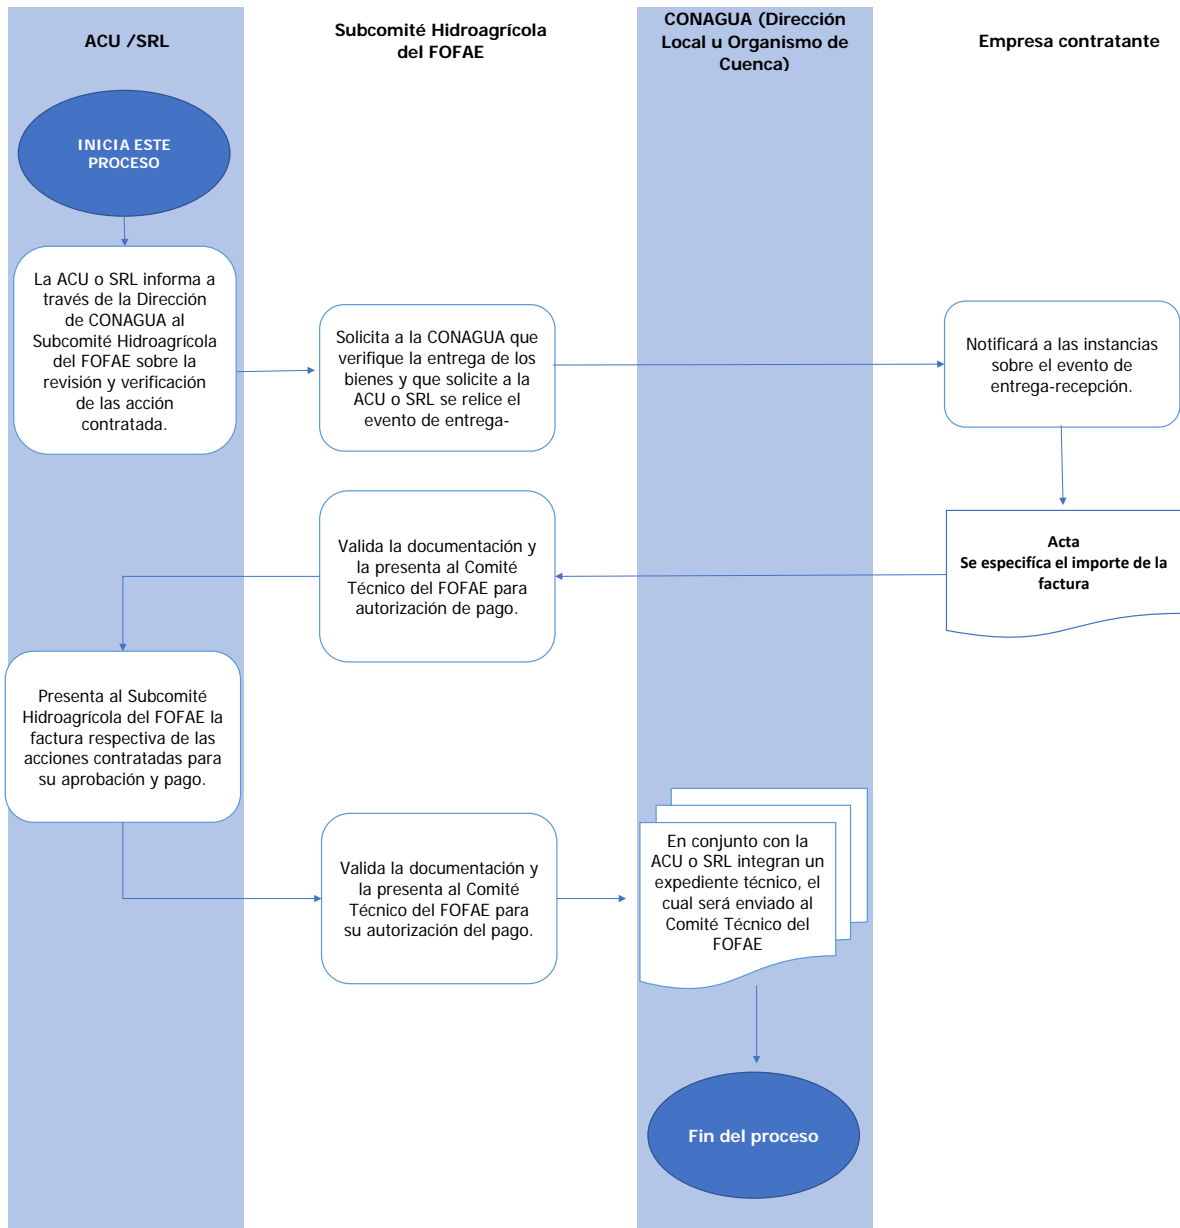 ACU /SRL
Subcomité Hidroagrícola
del FOFAE
CONAGUA (Dirección
Local u Organismo de
Cuenca)
Empresa contratante
INICIA ESTE
PROCESO
La ACU o SRL informa a
través de la Dirección
de CONAGUA al
Subcomité Hidroagrícola
del FOFAE sobre la
revisión y verificación
de las acción
contratada.
Solicita a la CONAGUA que
verifique la entrega de los
bienes y que solicite a la
ACU o SRL se relice el
evento de entrega-
Notificará a las instancias
sobre el evento de
entrega-recepción.
Acta
Se especifíca el importe de la
factura
Valida la documentación y
la presenta al Comité
Técnico del FOFAE para
autorización de pago.
Presenta al Subcomité
Hidroagrícola del FOFAE la
factura respectiva de las
acciones contratadas para
su aprobación y pago.
Valida la documentación y
la presenta al Comité
Técnico del FOFAE para
su autorización del pago.
En conjunto con la
ACU o SRL integran un
expediente técnico, el
cual será enviado al
Comité Técnico del
FOFAE
Fin del proceso